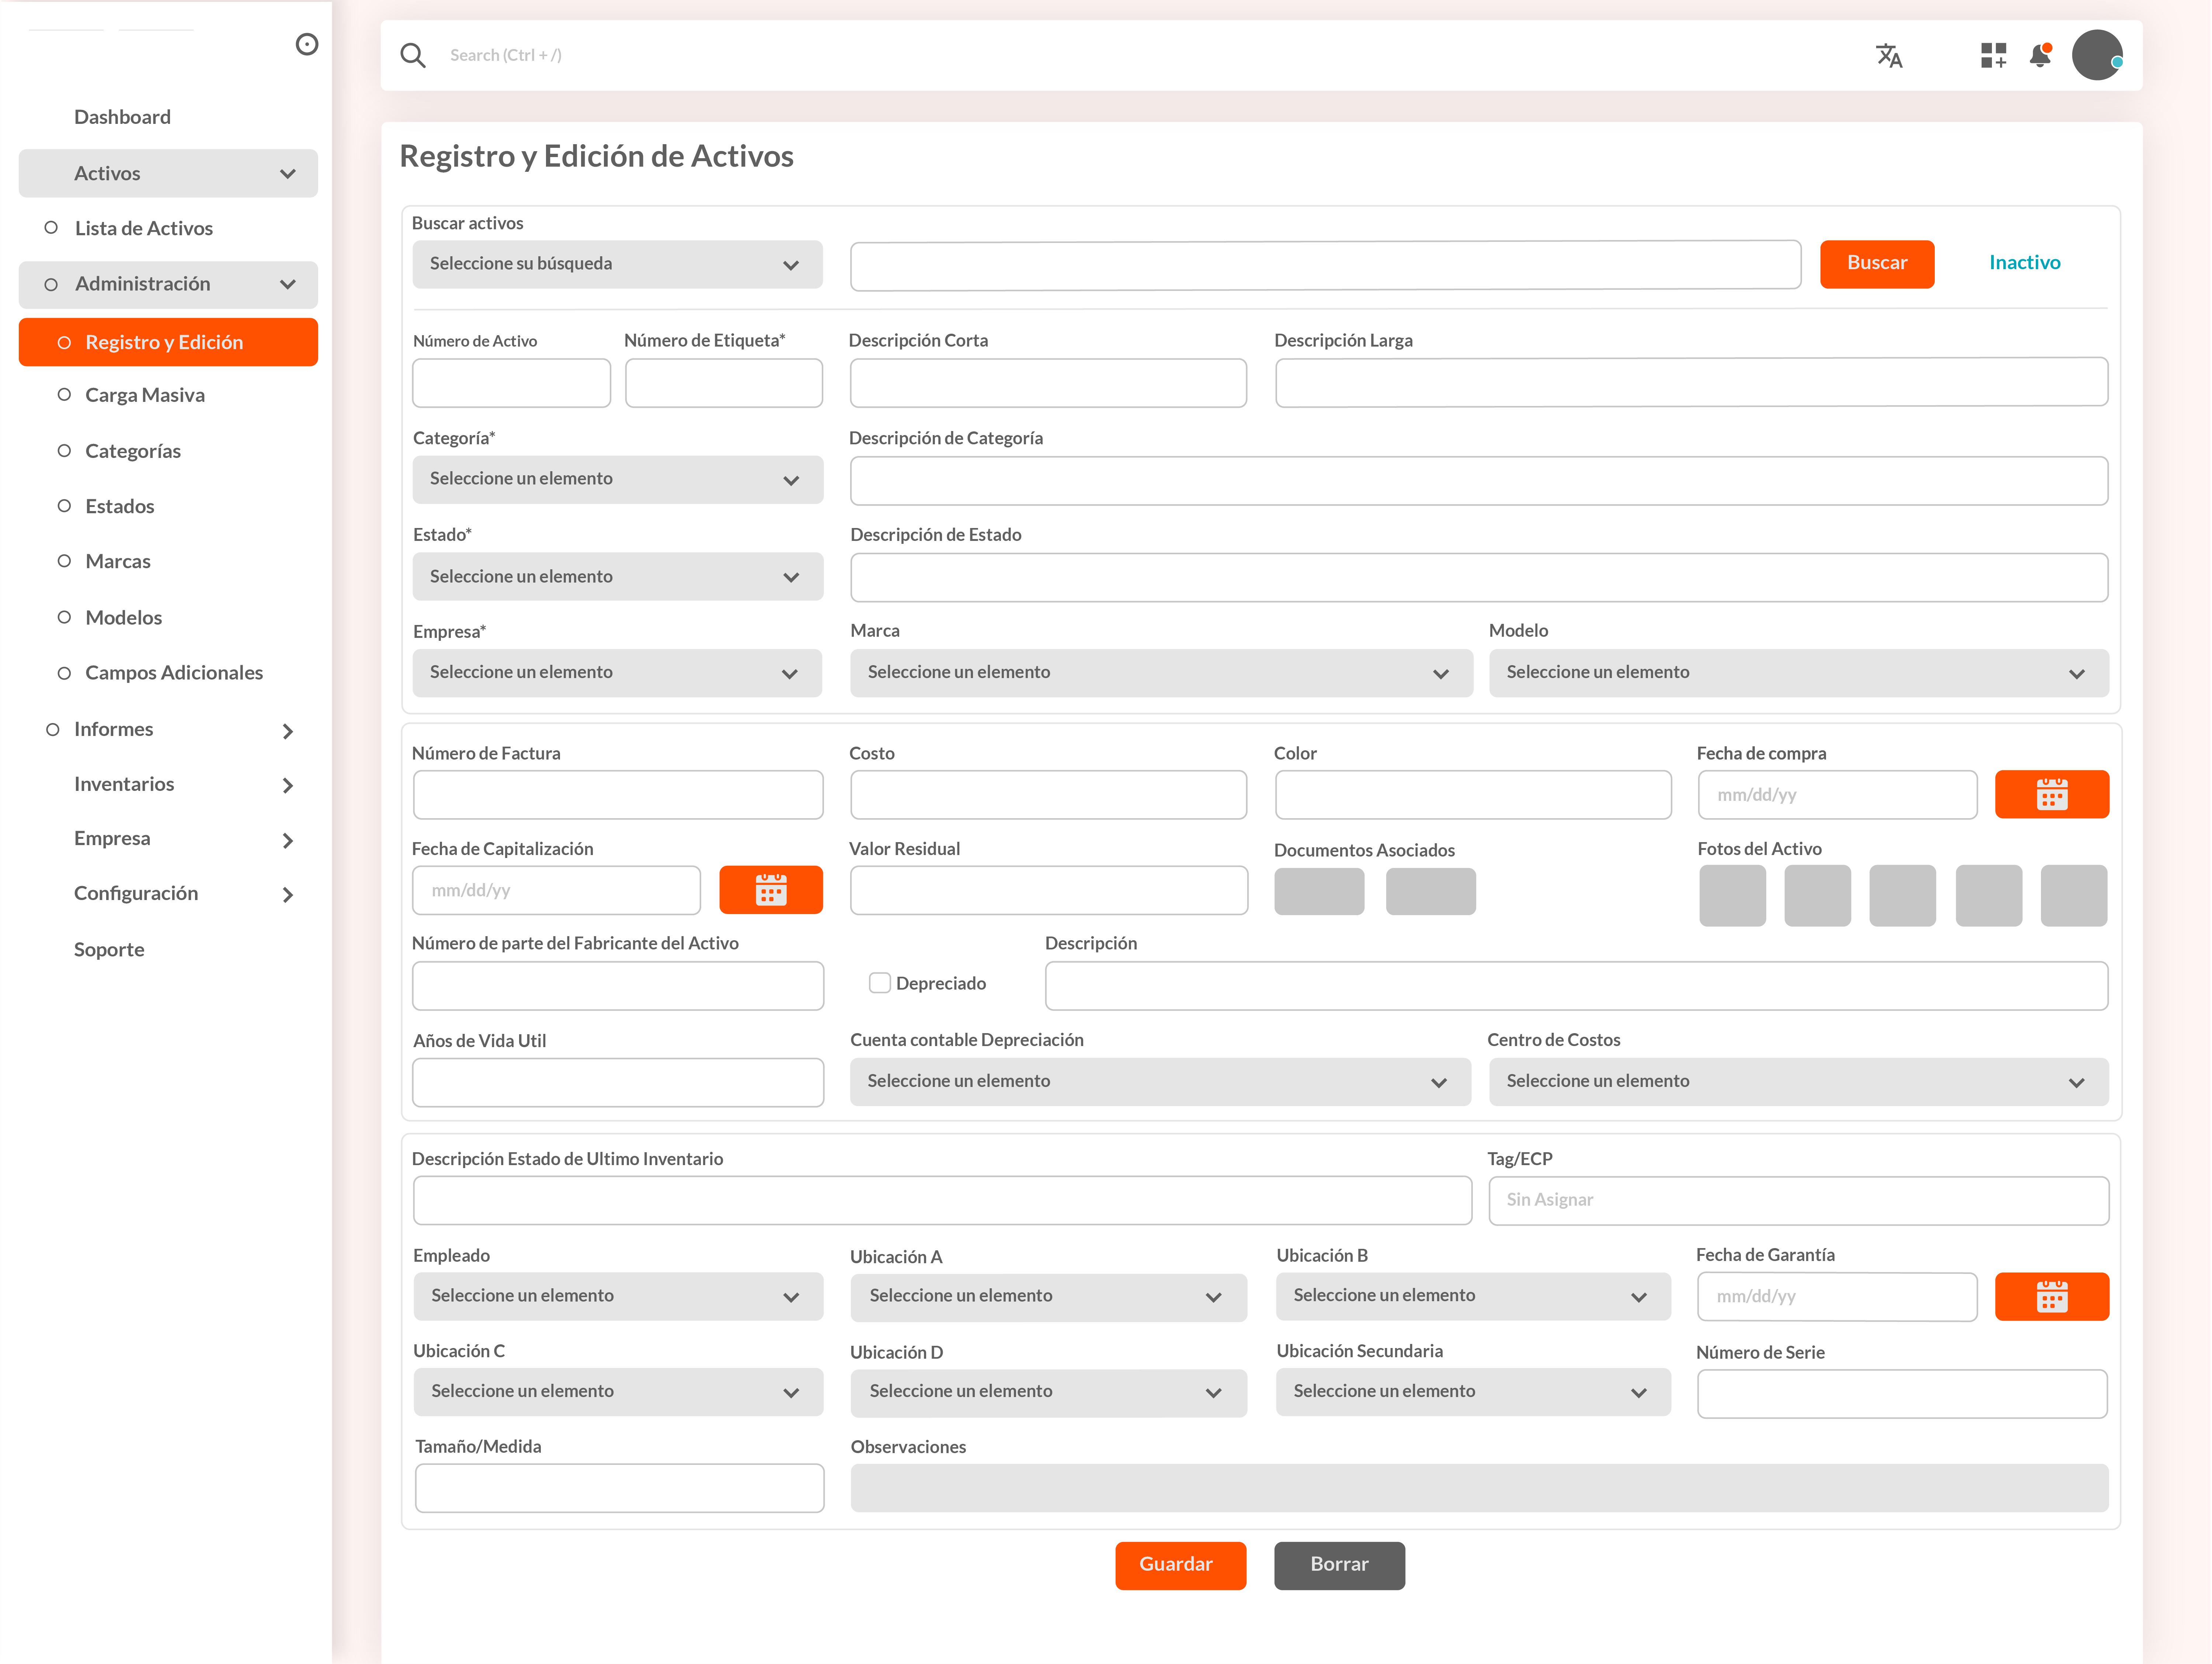 Dashboard
Activos
Lista de Activos
Administración
Registro y Edición
Carga Masiva
Categorías
Estados
Marcas
Modelos
Campos Adicionales
Informes
Inventarios
Empresa
Configuración
Soporte
Search (Ctrl + /)
Registro y Edición de Activos
Buscar activos
Seleccione su búsqueda
Buscar
Inactivo
Número de Activo
Número de Etiqueta*
Descripción Corta
Descripción Larga
Categoría*
Descripción de Categoría
Seleccione un elemento
Estado*
Descripción de Estado
Seleccione un elemento
Empresa*
Marca
Modelo
Seleccione un elemento
Seleccione un elemento
Seleccione un elemento
Número de Factura
Costo
Color
Fecha de compra
mm/dd/yy
Fecha de Capitalización
Valor Residual
Documentos Asociados
Fotos del Activo
mm/dd/yy
Número de parte del Fabricante del Activo
Depreciado
Descripción
Años de Vida Util
Cuenta contable Depreciación
Centro de Costos
Seleccione un elemento
Seleccione un elemento
Descripción Estado de Ultimo Inventario
Tag/ECP
Sin Asignar
Empleado
Ubicación A
Ubicación B
Fecha de Garantía
Seleccione un elemento
Seleccione un elemento
Seleccione un elemento
mm/dd/yy
Ubicación C
Ubicación D
Ubicación Secundaria
Número de Serie
Seleccione un elemento
Seleccione un elemento
Seleccione un elemento
Tamaño/Medida
Observaciones
Guardar
Borrar